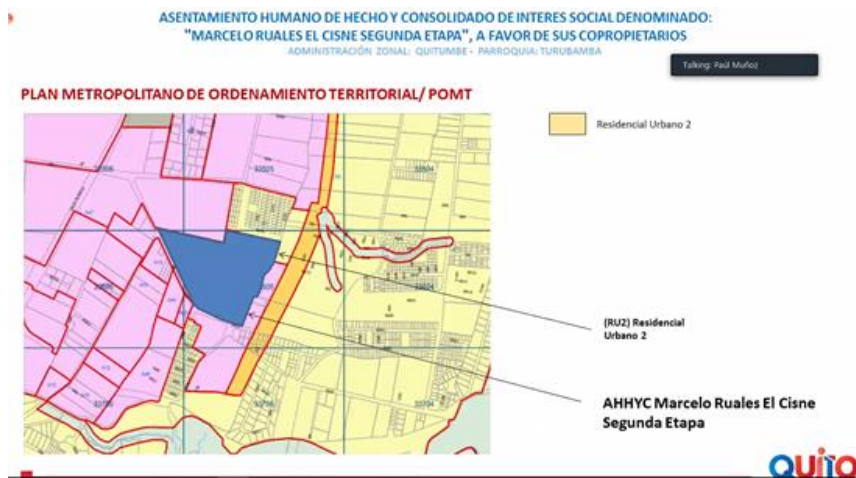 ASENTAMIENTO HUMANO DE HECHO Y CONSOLIDADO DE INTERES SOCIAL DENOMINADO:
"MARCELO RUALES EL CISNE SEGUNDA ETAPA", A FAVOR DE SUS COPROPIETARIOS
ADMINISTRACIÓN ZONAL: QUITUMBE - PARROQUIA: TURUBAMBA
Talking: Paúl Muñoz
PLAN METROPOLITANO DE ORDENAMIENTO TERRITORIAL/ POMT
Residencial Urbano 2
(RU2) Residencial
Urbano 2
AHHYC Marcelo Ruales El Cisne
Segunda Etapa
QUITO